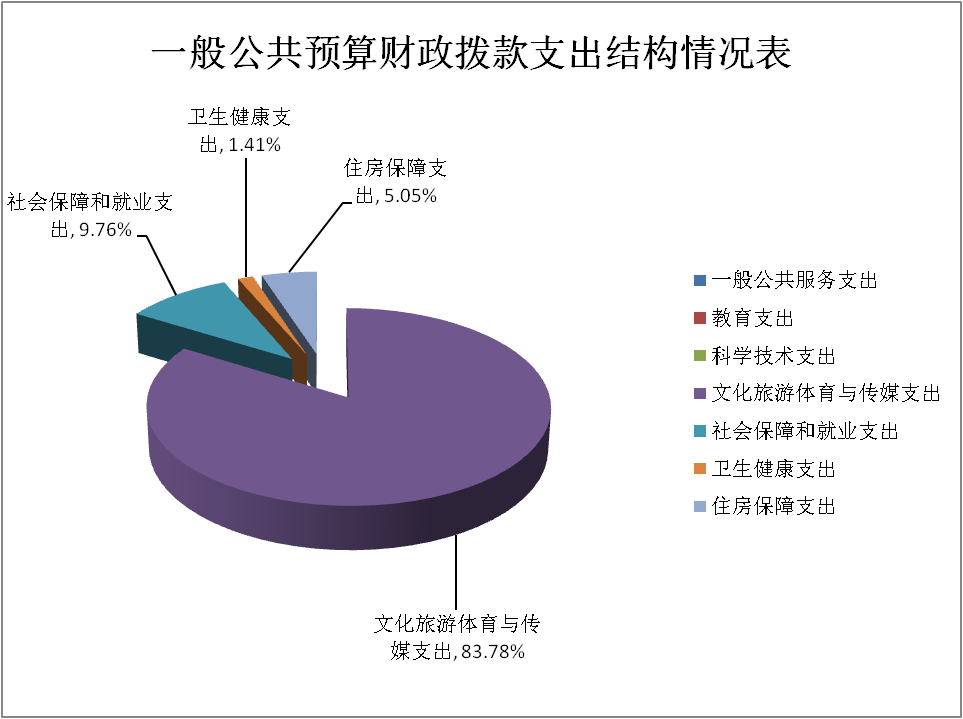 一般公共预算财政拨款支出结构情况表
卫生健康支
出, 1.41%
住房保障支
出, 5.05%
社会保障和就业支
出, 9.76%
一般公共服务支出
教育支出
科学技术支出
文化旅游体育与传媒支出
社会保障和就业支出
卫生健康支出
住房保障支出
文化旅游体育与传
媒支出, 83.78%